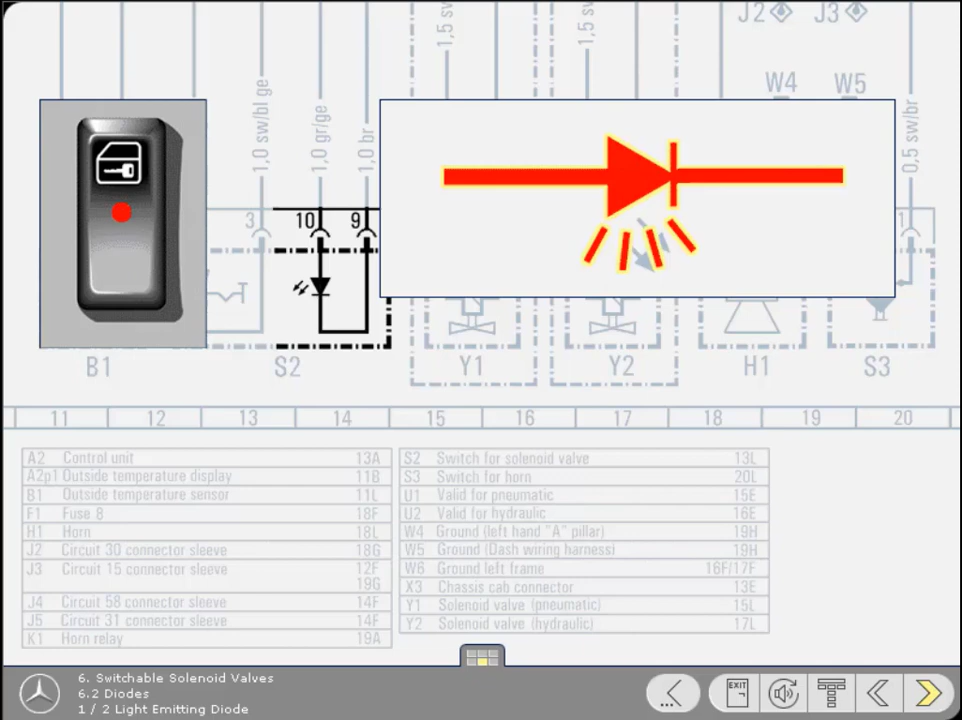 J2 J3
1,5 sw
1,5 sw
W4 W5
1,0 sw/bl ge
1,0 gr/ge
1,0 br
0,5 sw/br
3 10 9 1
B1 S2 Y1 Y2 H1 S3
11 12 13 14 15 16 17 18 19 20
A2 Control unit 13A
A2p1 Outside temperature display 11B
B1 Outside temperature sensor 11L
F1 Fuse 8 18F
H1 Horn 18L
J2 Circuit 30 connector sleeve 18G
J3 Circuit 15 connector sleeve 12F
19G
J4 Circuit 58 connector sleeve 14F
J5 Circuit 31 connector sleeve 14F
K1 Horn relay 19A
S2 Switch for solenoid valve 13L
S3 Switch for horn 20L
U1 Valid for pneumatic 15E
U2 Valid for hydraulic 16E
W4 Ground (left hand "A" pillar) 19H
W5 Ground (Dash wiring harnessi 19H
W6 Ground left frame 16F/17F
X3 Chassis cab connector 13E
Y1 Solenoid valve (pneumatic) 15L
Y2 Solenoid valve (hydraulic) 17L
6. Switchable Solenoid Valves
6.2 Diodes
1 / 2 Light Emitting Diode
EXIT